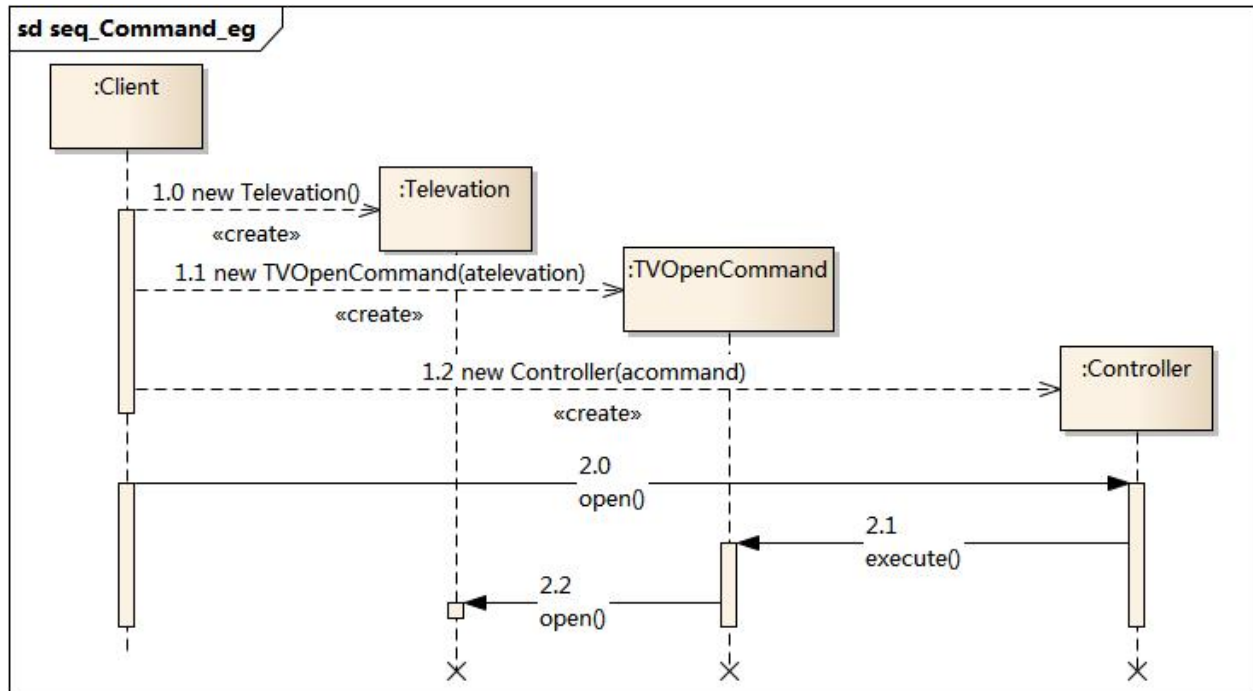 sd seq_Command_eg
:Client
1.0 new Televation()
:Televation
«create»
1.1 new TVOpenCommand(atelevation)
:TVOpenCommand
«create»
1.2 new Controller(acommand)
:Controller
«create»
2.0
open()
2.1
execute()
2.2
open()